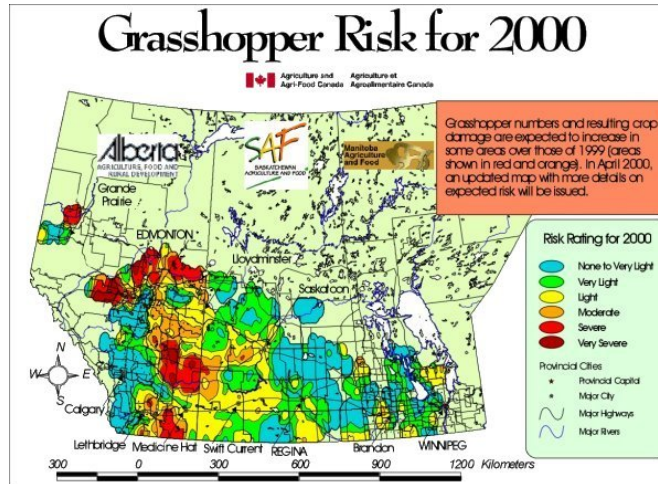 Grasshopper Risk for 2000
Agriculture and Agriculture et
Agri-Food Canada Agroalimentaire Canada
Alberta
AGRICULTURE, FOOD AND
RURAL DEVELOPMENT
SAF
SASKATCHEWAN
AGRICULTURE AND FOOD
Manitoba
Agriculture
and Food
Grasshopper numbers and resulting crop
damage are expected to increase in
some areas over those of 1999 (areas
shown in red and orange). In April 2000,
an updated map with more details on
expected risk will be issued.
Grande
Prairie
EDMONTON
Lloydminster
Saskatoon
Risk Rating for 2000
None to Very Light
Very Light
Light
Moderate
Severe
Very Severe
Provincial Cities
Provincial Capital
Major City
Major Highways
Major Rivers
N
W E
S
Calgary
Lethbridge Medicine Hat Swift Current REGINA Brandon WINNIPEG
300 0 300 600 900 1200 Kilometers